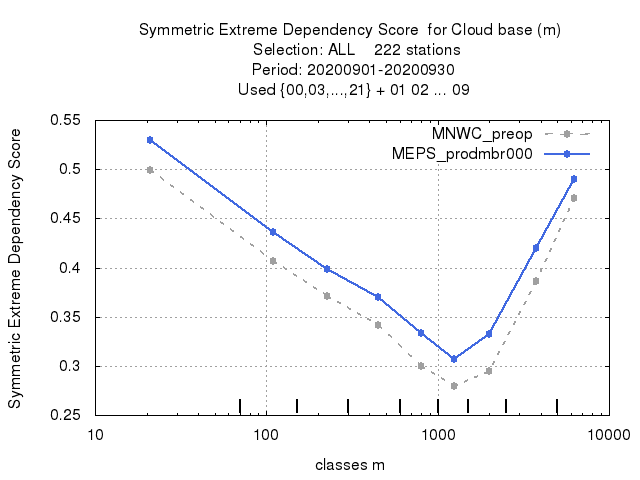 Symmetric Extreme Dependency Score  for Cloud base (m)
Selection: ALL    222 stations
Period: 20200901-20200930
Used {00,03,...,21} + 01 02 ... 09
Symmetric Extreme Dependency Score
0.55
0.5
0.45
0.4
0.35
0.3
0.25
MNWC_preop
MEPS_prodmbr000
10 100 1000 10000
classes m